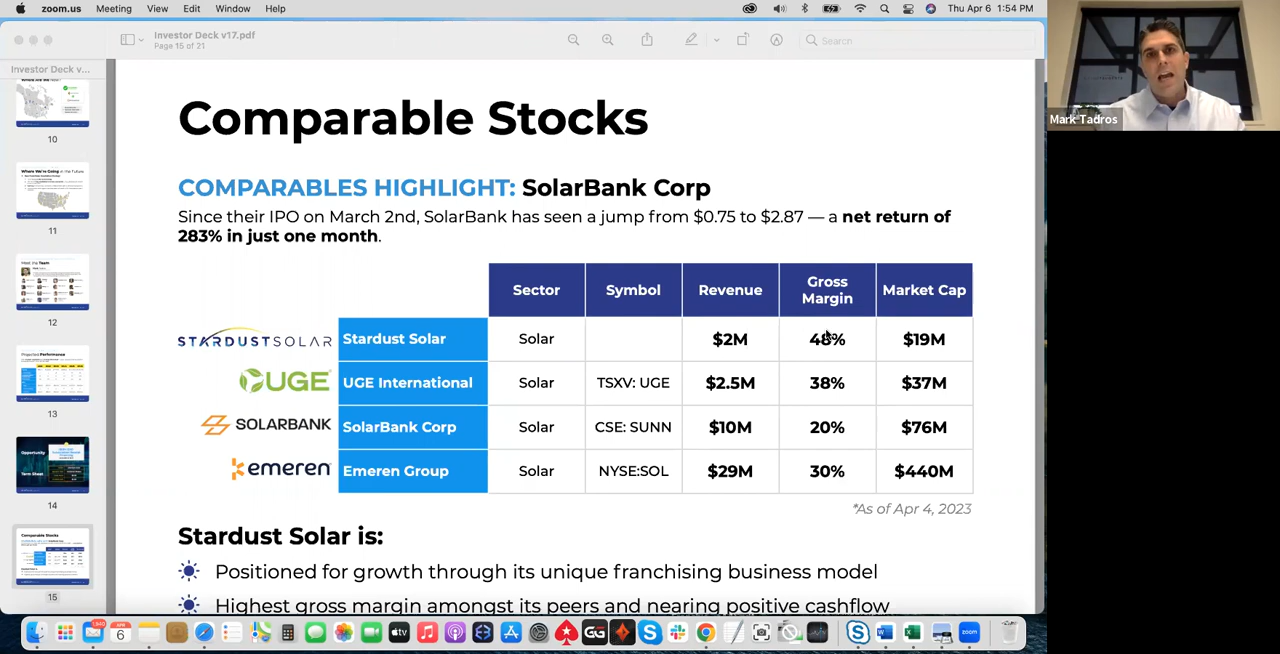 zoom.us Meeting View Edit Window Help Thu Apr 6 1:54 PM
Investor Deck v17.pdf
Page 15 of 21
Search
Investor Deck v...
10
11
12
13
14
15
Comparable Stocks
COMPARABLES HIGHLIGHT: SolarBank Corp
Since their IPO on March 2nd, SolarBank has seen a jump from $0.75 to $2.87 — a net return of
283% in just one month.
Sector Symbol Revenue Gross Margin Market Cap
STARDUSTSOLAR Stardust Solar Solar $2M 48% $19M
UGE UGE International Solar TSXV: UGE $2.5M 38% $37M
SOLARBANK SolarBank Corp Solar CSE: SUNN $10M 20% $76M
emeren Emeren Group Solar NYSE:SOL $29M 30% $440M
*As of Apr 4, 2023
Stardust Solar is:
Positioned for growth through its unique franchising business model
Highest gross margin amongst its peers and nearing positive cashflow
Mark Tadros